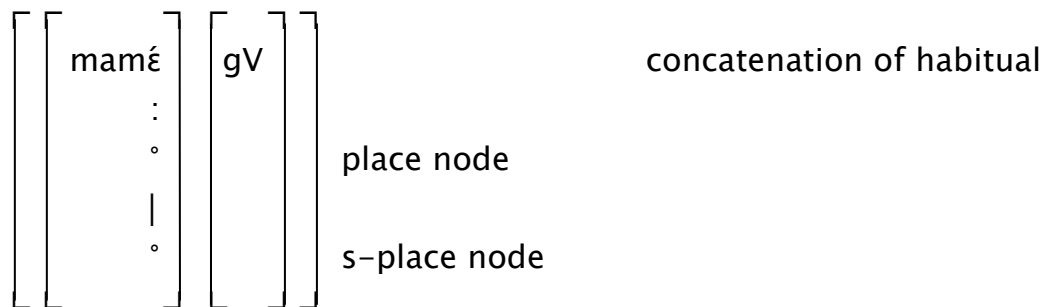 mamɛ́ gV concatenation of habitual
:
° place node
|
° s-place node